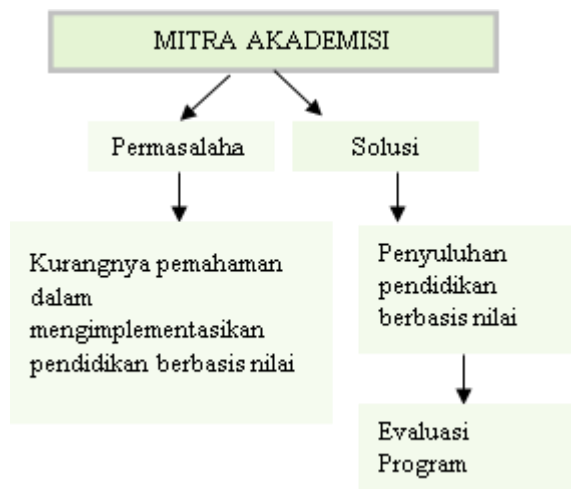 MITRA AKADEMISI
Permasalaha
Solusi
Kurangnya pemahaman
dalam
mengimplementasikan
pendidikan berbasis nilai
Penyuluhan
pendidikan
berbasis nilai
Evaluasi
Program